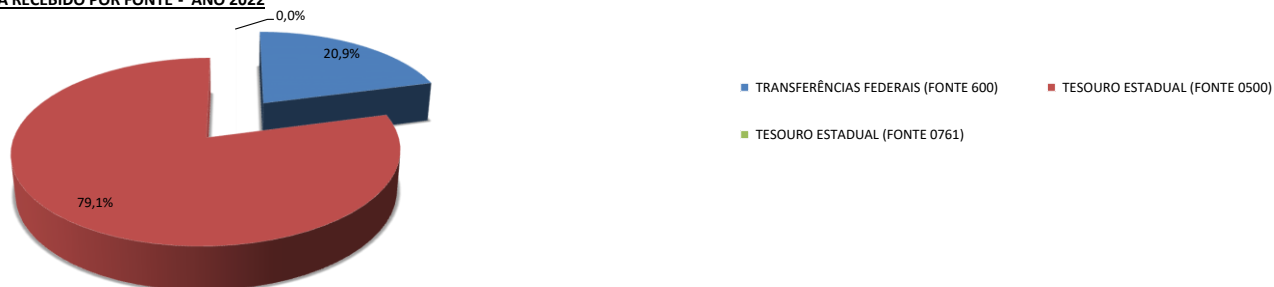 A RECEBIDO POR FONTE - ANO 2022
0,0%
20,9%
79,1%
TRANSFERÊNCIAS FEDERAIS (FONTE 600)
TESOURO ESTADUAL (FONTE 0500)
TESOURO ESTADUAL (FONTE 0761)